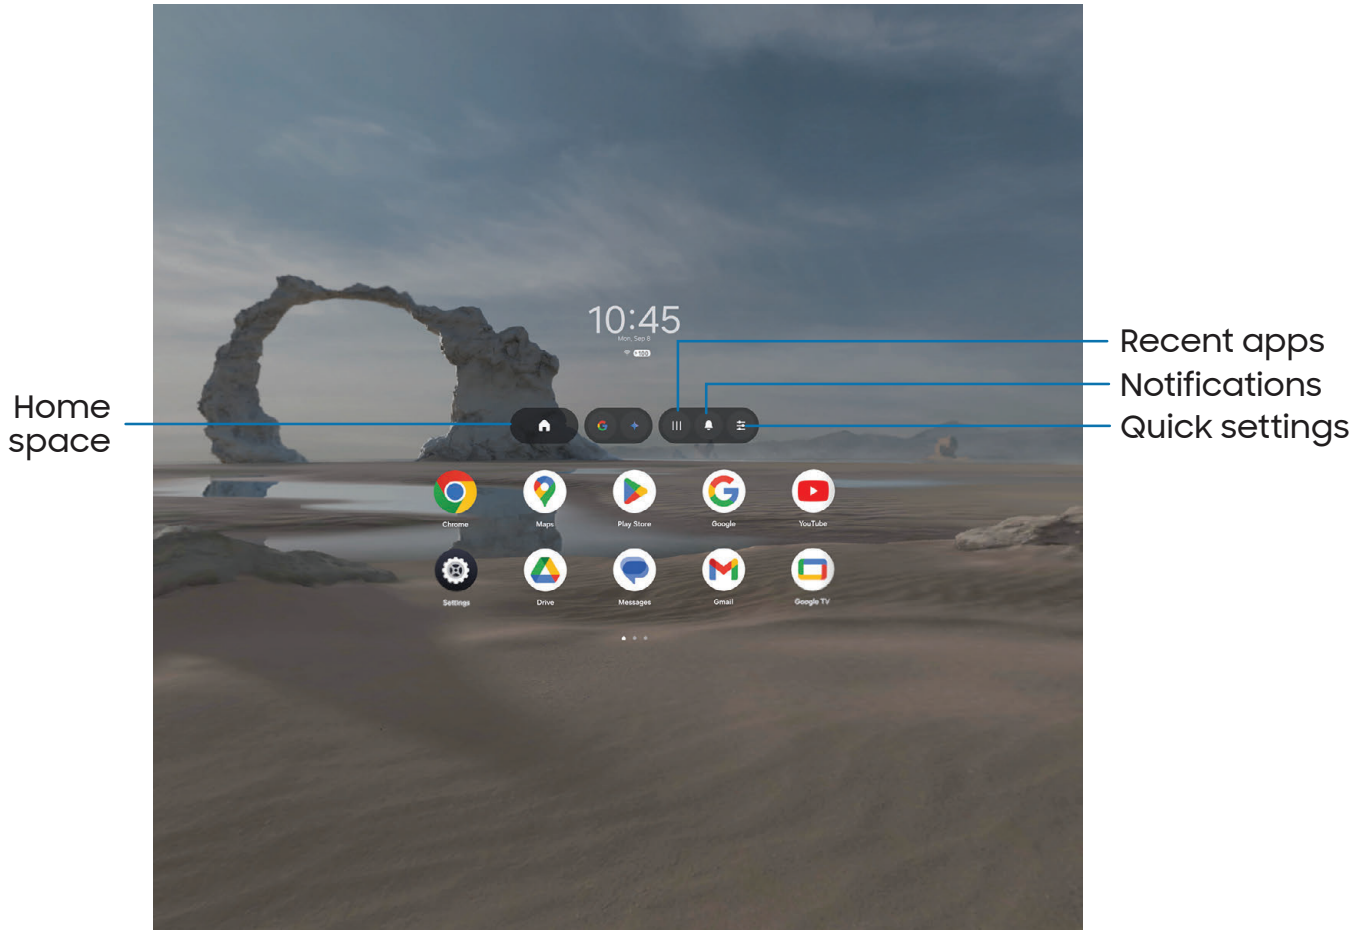 10:45
Mon, Sep 8
100
Recent apps
Notifications
Quick settings
Home
space
Chrome
Maps
Play Store
Google
YouTube
Settings
Drive
Messages
Gmail
Google TV